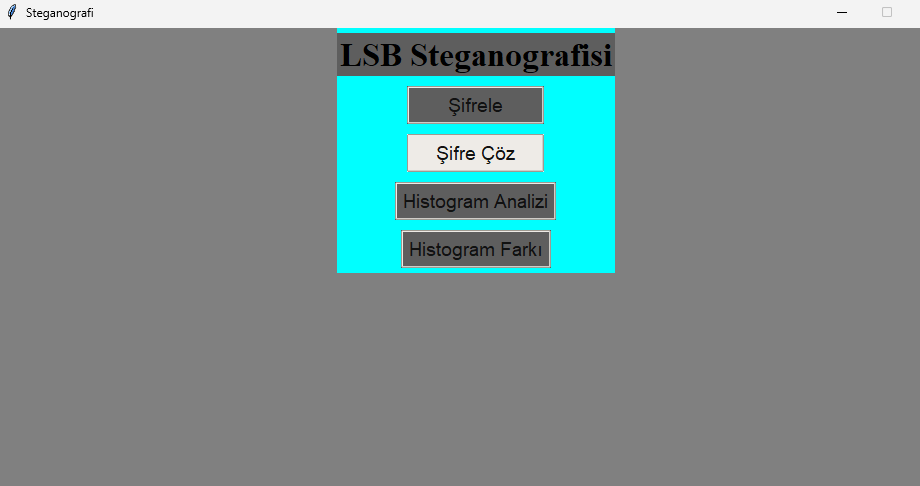 Steganografi
LSB Steganografisi
Şifrele
Şifre Çöz
Histogram Analizi
Histogram Farkı